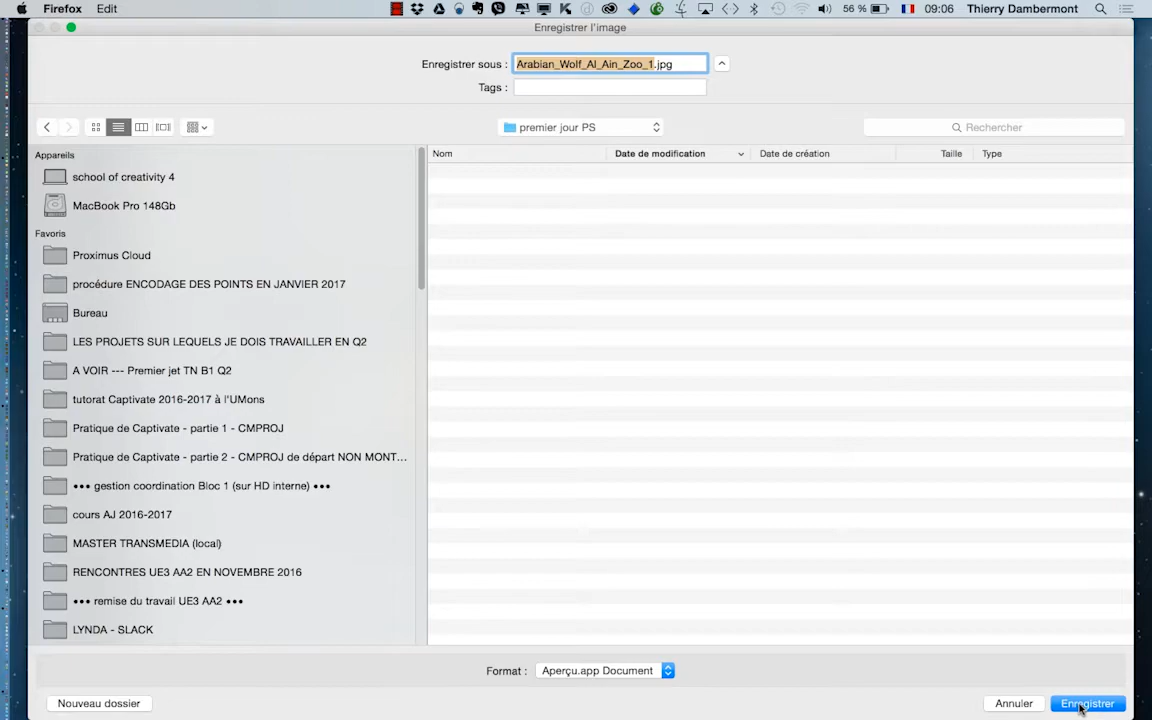 Firefox Edit 56 % 09:06 Thierry Dambermont
Enregistrer l'image
Enregistrer sous : Arabian_Wolf_Al_Ain_Zoo_1.jpg
Tags :
premier jour PS
Rechercher
Appareils
school of creativity 4
MacBook Pro 148Gb
Favoris
Proximus Cloud
procédure ENCODAGE DES POINTS EN JANVIER 2017
Bureau
LES PROJETS SUR LEQUELS JE DOIS TRAVAILLER EN Q2
A VOIR --- Premier jet TN B1 Q2
tutorat Captivate 2016-2017 à l'UMons
Pratique de Captivate - partie 1 - CMPROJ
Pratique de Captivate - partie 2 - CMPROJ de départ NON MONT...
••• gestion coordination Bloc 1 (sur HD interne) •••
cours AJ 2016-2017
MASTER TRANSMEDIA (local)
RENCONTRES UE3 AA2 EN NOVEMBRE 2016
••• remise du travail UE3 AA2 •••
LYNDA - SLACK
Nom Date de modification Date de création Taille Type
Format : Aperçu.app Document
Nouveau dossier Annuler Enregistrer